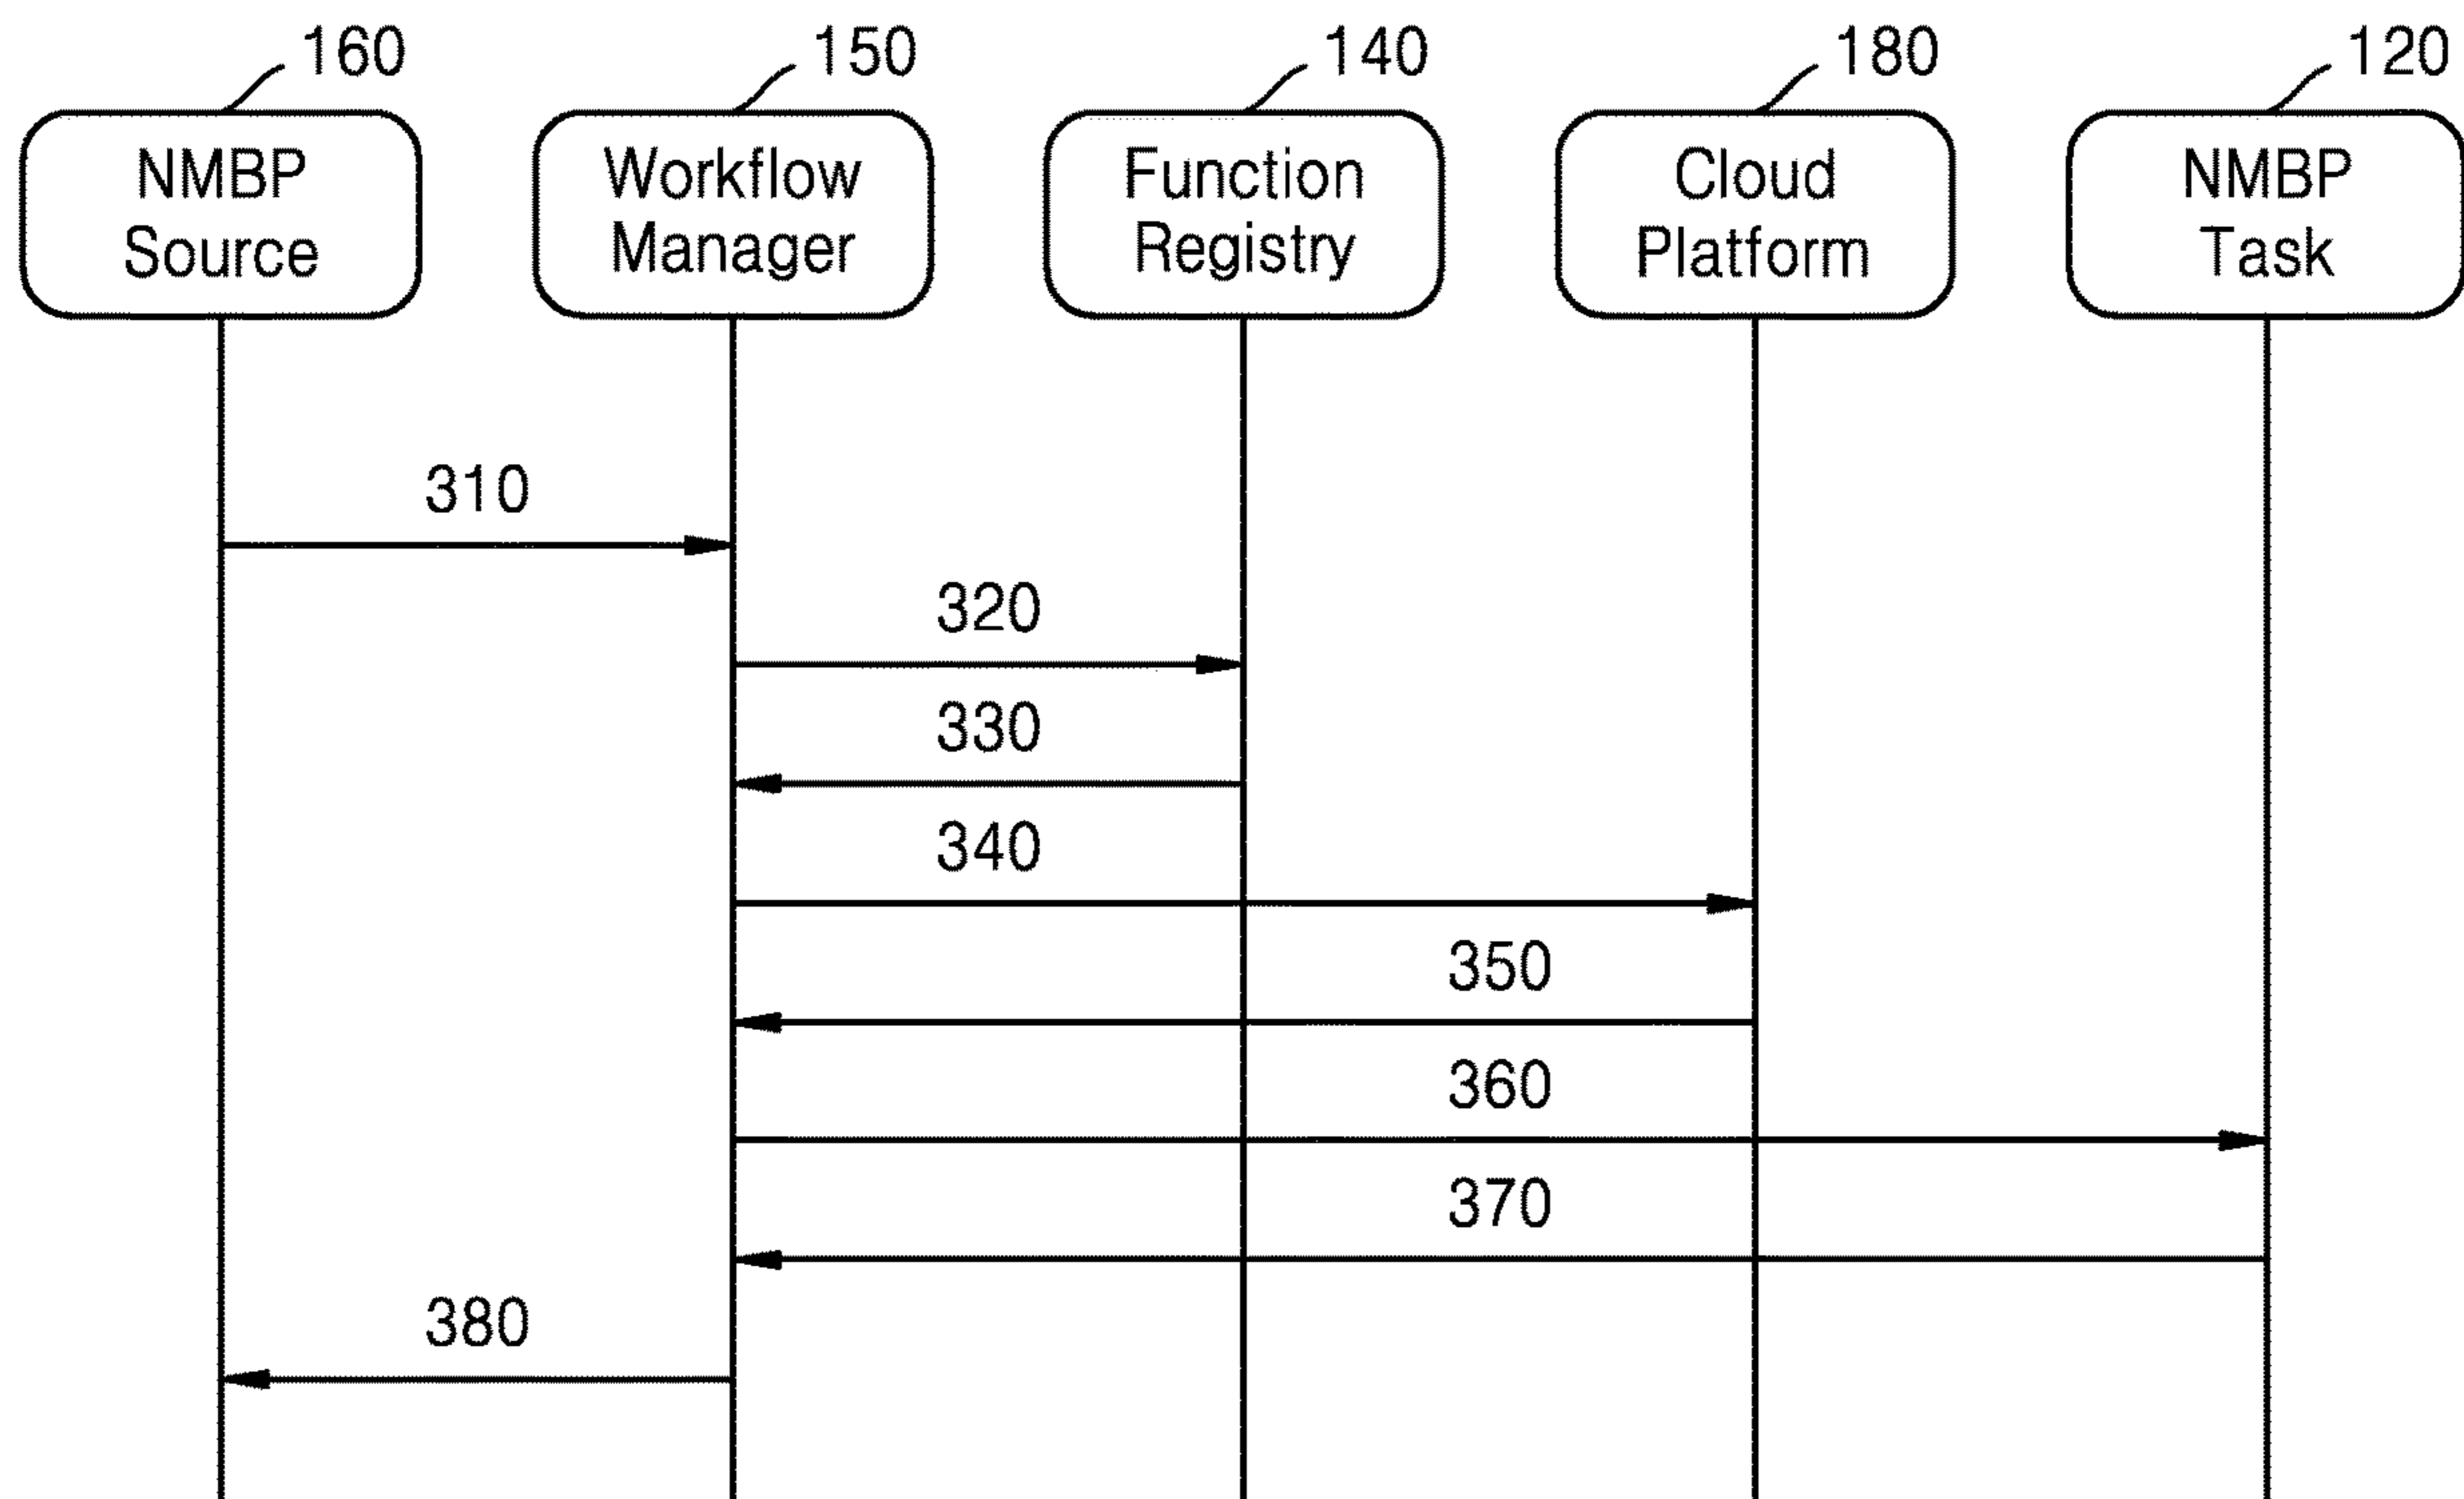 160
150
140
180
120
NMBP
Source
Workflow
Manager
Function
Registry
Cloud
Platform
NMBP
Task
310
320
330
340
350
360
370
380